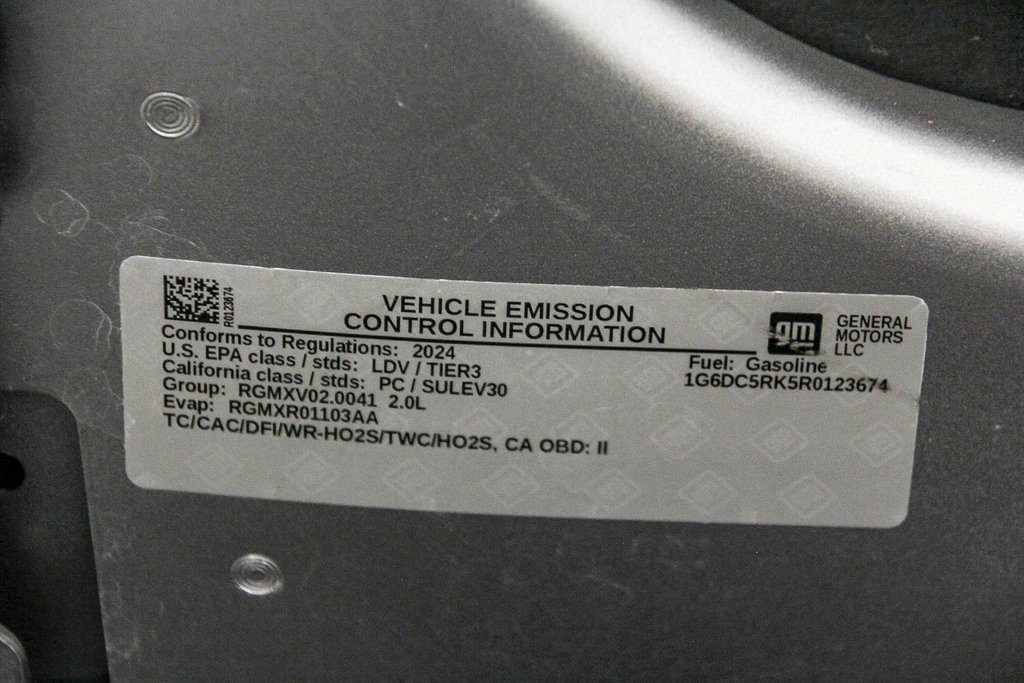 R0123674
VEHICLE EMISSION
CONTROL INFORMATION
gm
GENERAL
MOTORS
LLC
Conforms to Regulations: 2024
U.S. EPA class / stds: LDV / TIER3
California class / stds: PC / SULEV30
Group: RGMXV02.0041 2.0L
Evap: RGMXR01103AA
TC/CAC/DFI/WR-HO2S/TWC/HO2S, CA OBD: II
Fuel: Gasoline
1G6DC5RK5R0123674